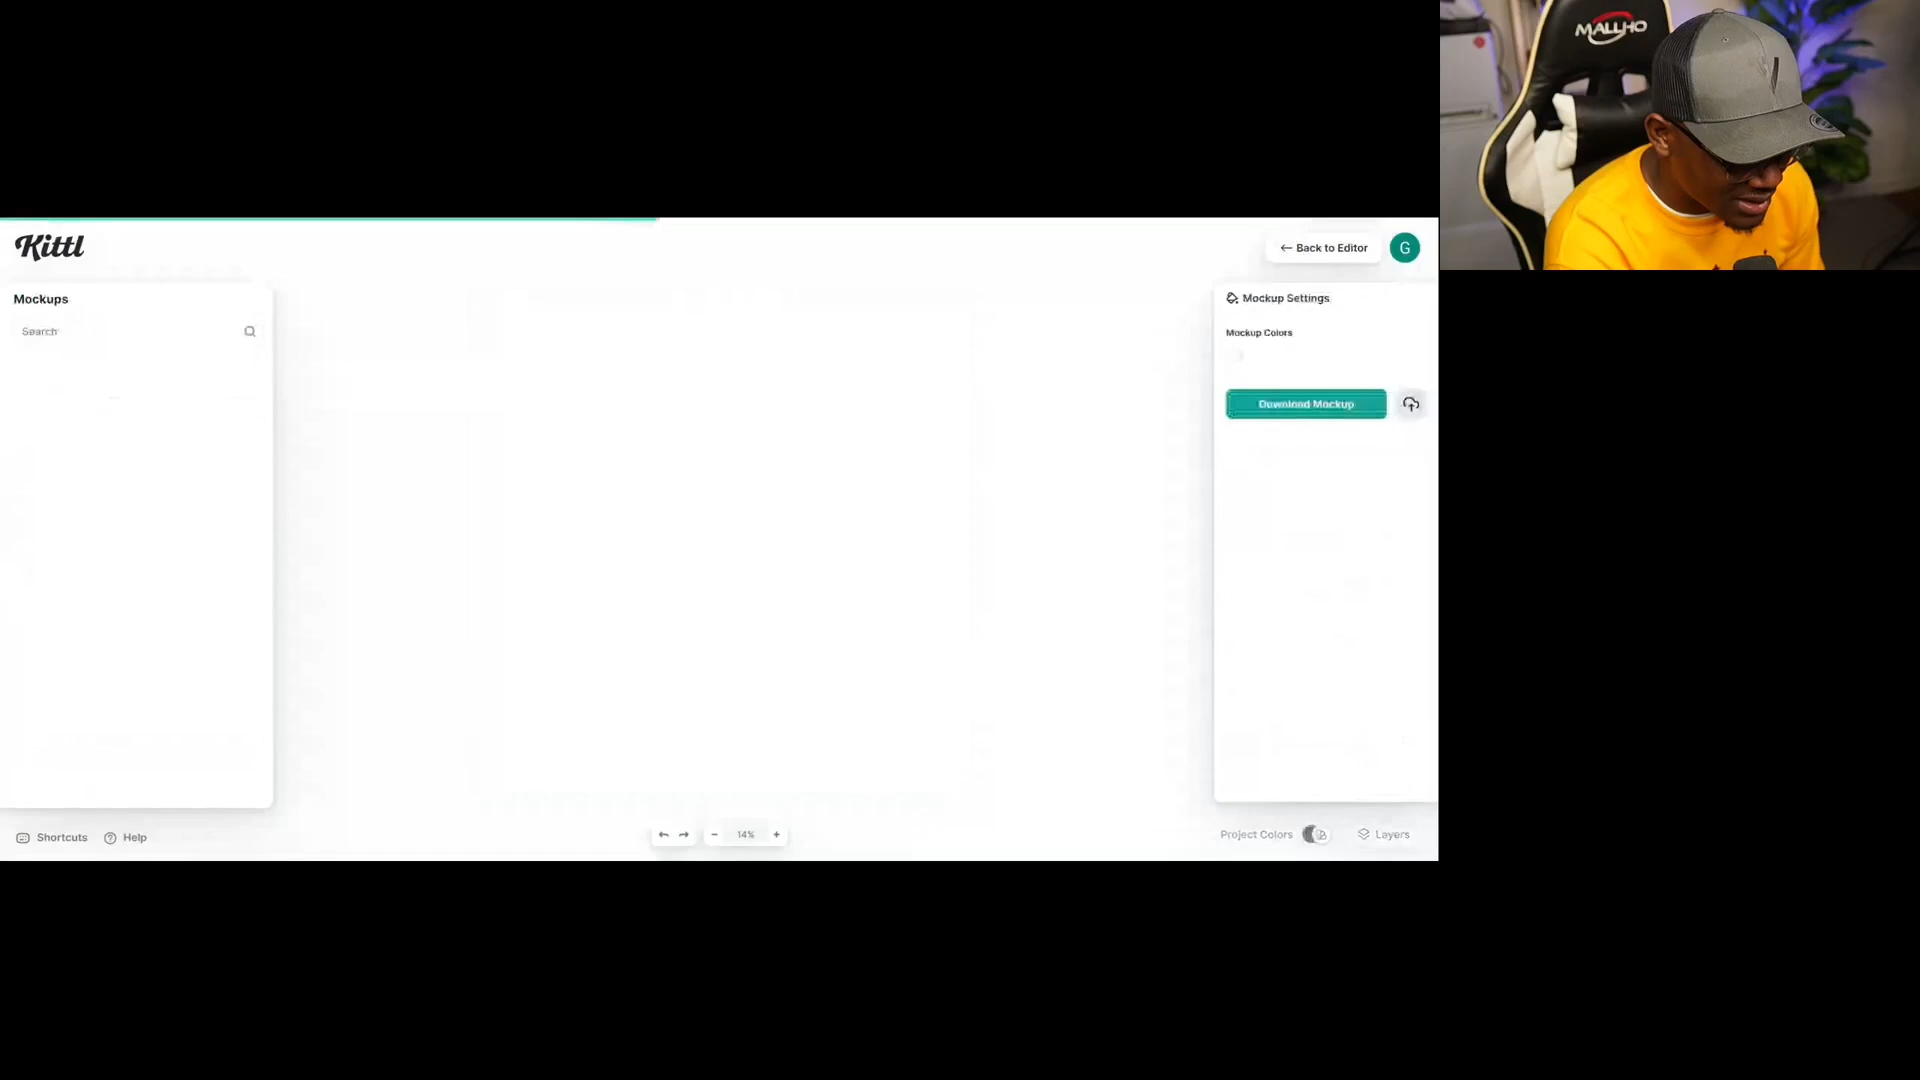 MALLHO
Kittl
← Back to Editor
G
Mockups
Search
Mockup Settings
Mockup Colors
Download Mockup
Shortcuts
Help
14%
Project Colors
Layers